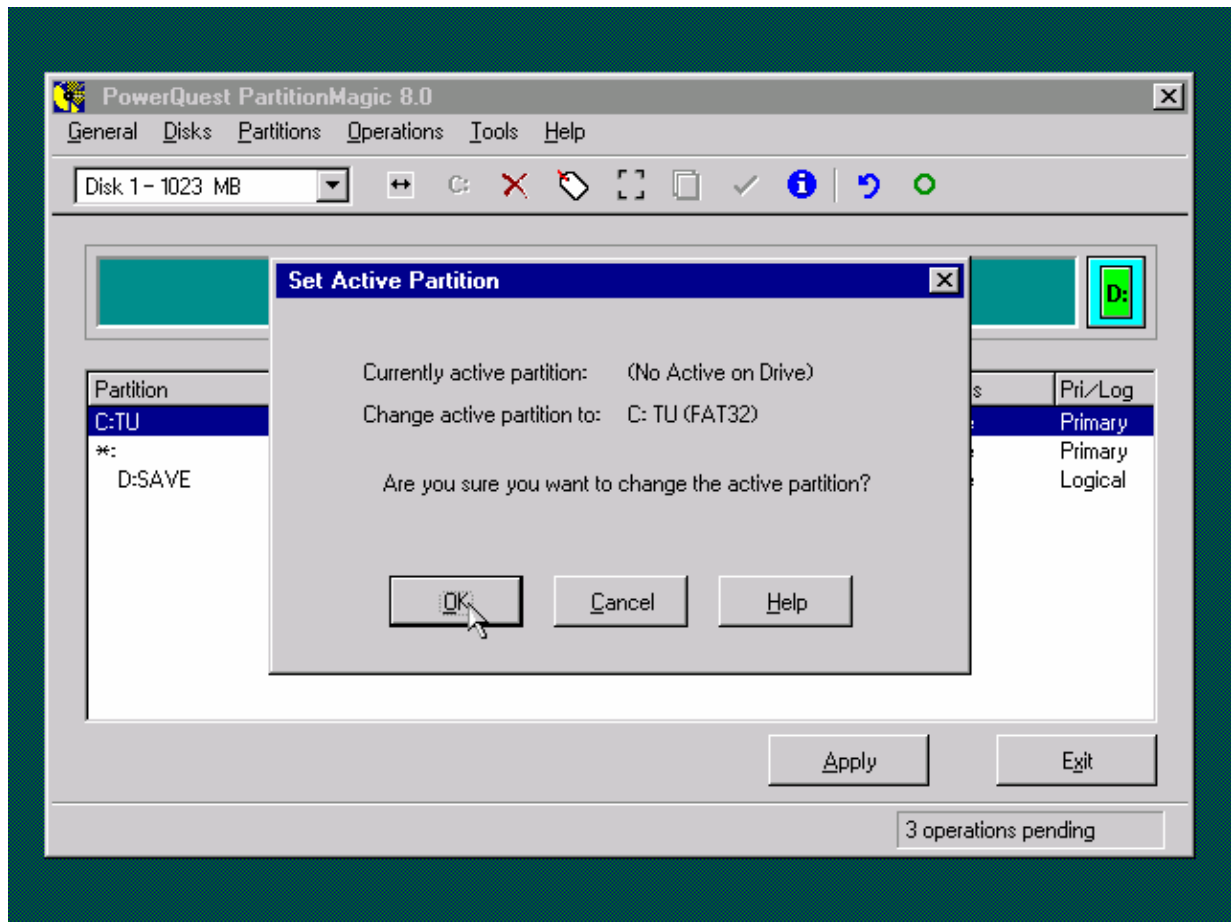 PowerQuest PartitionMagic 8.0
General Disks Partitions Operations Tools Help
Disk 1 – 1023 MB
C:
D:
Set Active Partition
Currently active partition: (No Active on Drive)
Change active partition to: C: TU (FAT32)
Are you sure you want to change the active partition?
OK Cancel Help
Partition Pri/Log
C:TU Primary
*: Primary
D:SAVE Logical
Apply Exit
3 operations pending